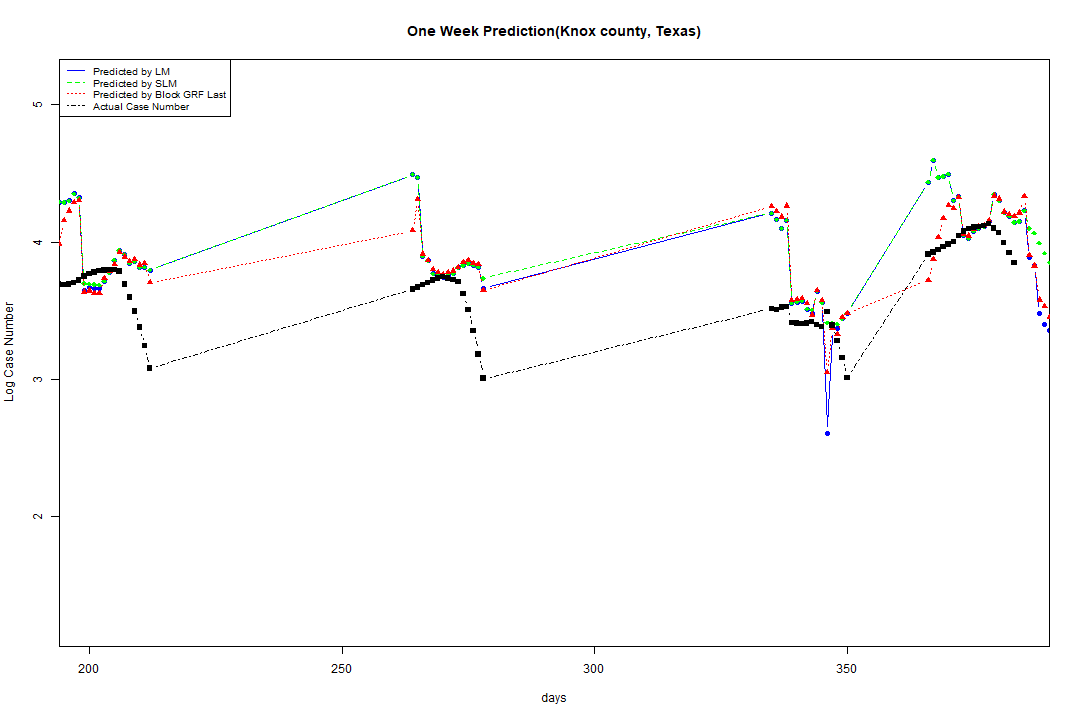 One Week Prediction(Knox county, Texas)
Predicted by LM
Predicted by SLM
Predicted by Block GRF Last
Actual Case Number
5
4
3
2
Log Case Number
200
250
300
350
days